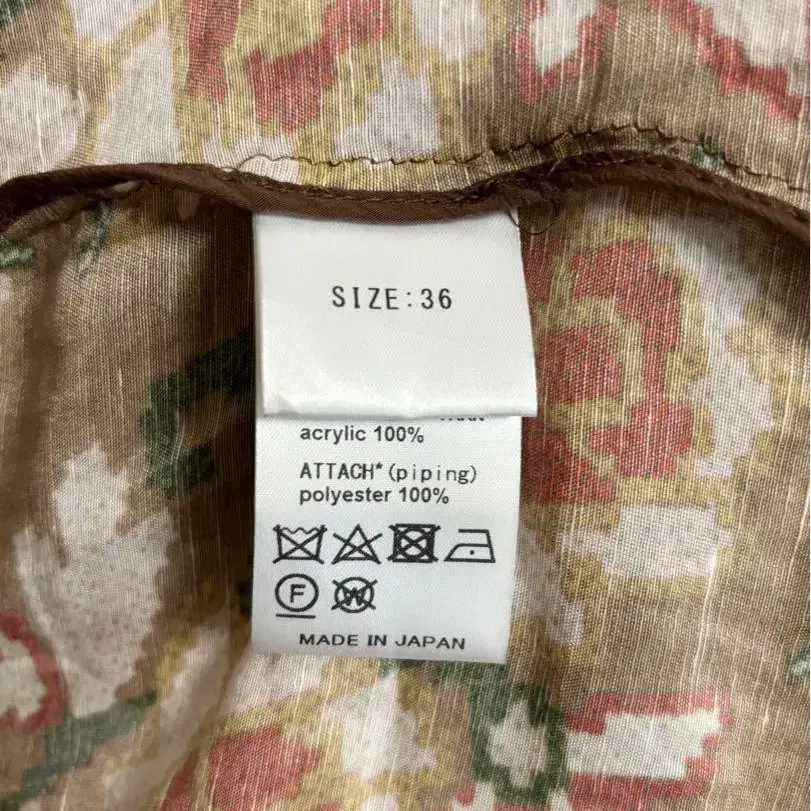 SIZE:36
acrylic 100%
ATTACH*(piping)
polyester 100%
F
W
MADE IN JAPAN